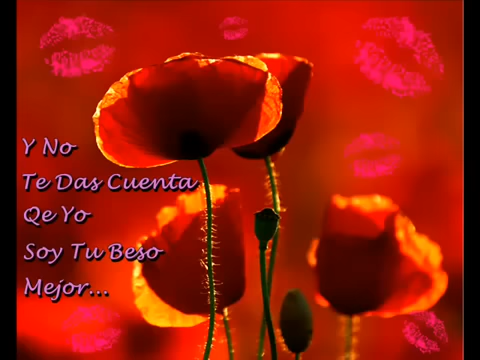 Y No
Te Das Cuenta
Qe Yo
Soy Tu Beso
Mejor...